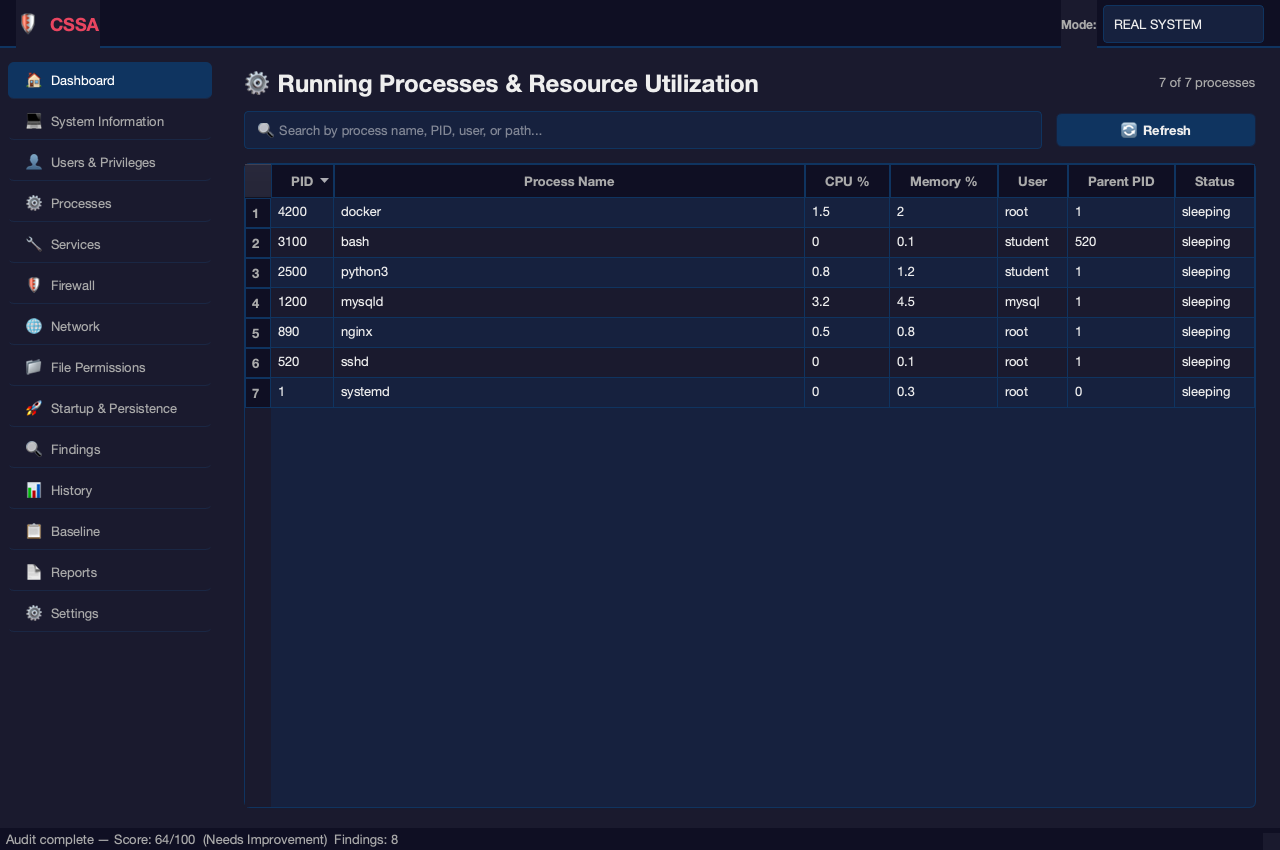 CSSA
Mode: REAL SYSTEM
Dashboard
System Information
Users & Privileges
Processes
Services
Firewall
Network
File Permissions
Startup & Persistence
Findings
History
Baseline
Reports
Settings
Running Processes & Resource Utilization
7 of 7 processes
Search by process name, PID, user, or path...
Refresh
PID Process Name CPU % Memory % User Parent PID Status
1 4200 docker 1.5 2 root 1 sleeping
2 3100 bash 0 0.1 student 520 sleeping
3 2500 python3 0.8 1.2 student 1 sleeping
4 1200 mysqld 3.2 4.5 mysql 1 sleeping
5 890 nginx 0.5 0.8 root 1 sleeping
6 520 sshd 0 0.1 root 1 sleeping
7 1 systemd 0 0.3 root 0 sleeping
Audit complete — Score: 64/100 (Needs Improvement) Findings: 8